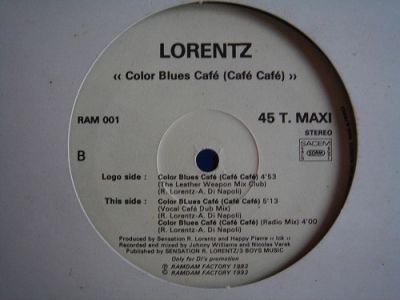 LORENTZ
‹‹ Color Blues Café (Café Café) ››
RAM 001
45 T. MAXI
STEREO
SACEM
SDRM
B
Logo side : Color Blues Café (Café Café) 4'53
(The Leather Weapon Mix Club)
(R. Lorentz-A. Di Napoli)
This side : Color BLues Café (Café Café) 5'13
(Vocal Café Dub Mix)
(R. Lorentz-A. Di Napoli)
Color Blues Café (Café Café) (Radio Mix) 4'00
(R. Lorentz-A. Di Napoli)
Produced by Sensation R. Lorentz and Happy Pierre
Recorded and mixed by Johnny Williams and Nicolas Varak
Published by SENSATION R. LORENTZ/3 BOYS MUSIC
Only for DJ's promotion
Ⓟ RAMDAM FACTORY 1992
© RAMDAM FACTORY 1992